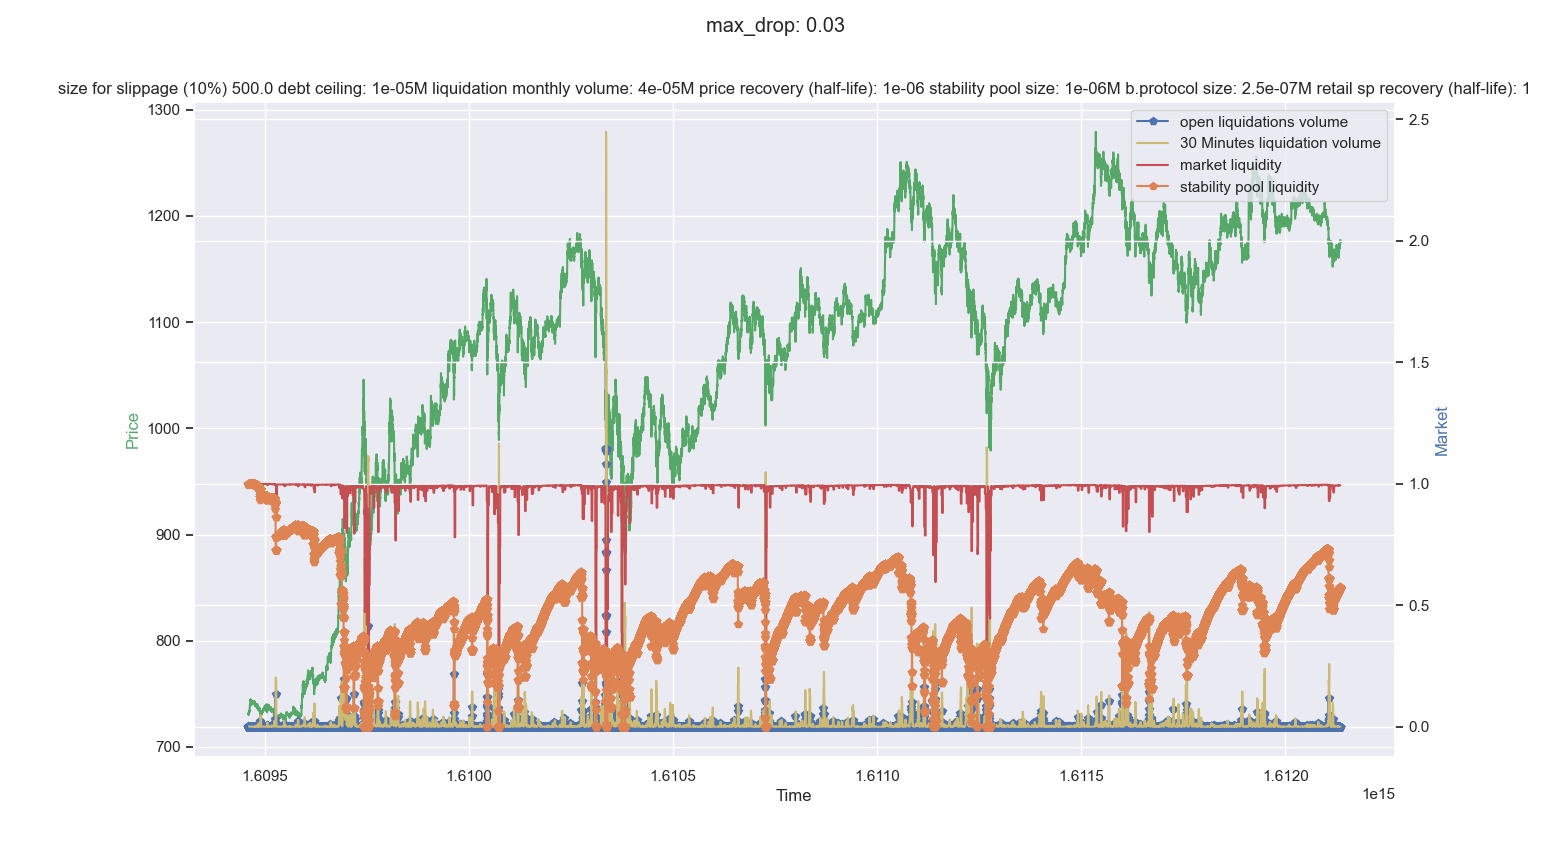 max_drop: 0.03
size for slippage (10%) 500.0 debt ceiling: 1e-05M liquidation monthly volume: 4e-05M price recovery (half-life): 1e-06 stability pool size: 1e-06M b.protocol size: 2.5e-07M retail sp recovery (half-life): 1
open liquidations volume
30 Minutes liquidation volume
market liquidity
stability pool liquidity
1300
1200
1100
1000
900
800
700
Price
2.5
2.0
1.5
1.0
0.5
0.0
Market
1.6095 1.6100 1.6105 1.6110 1.6115 1.6120
Time
1e15